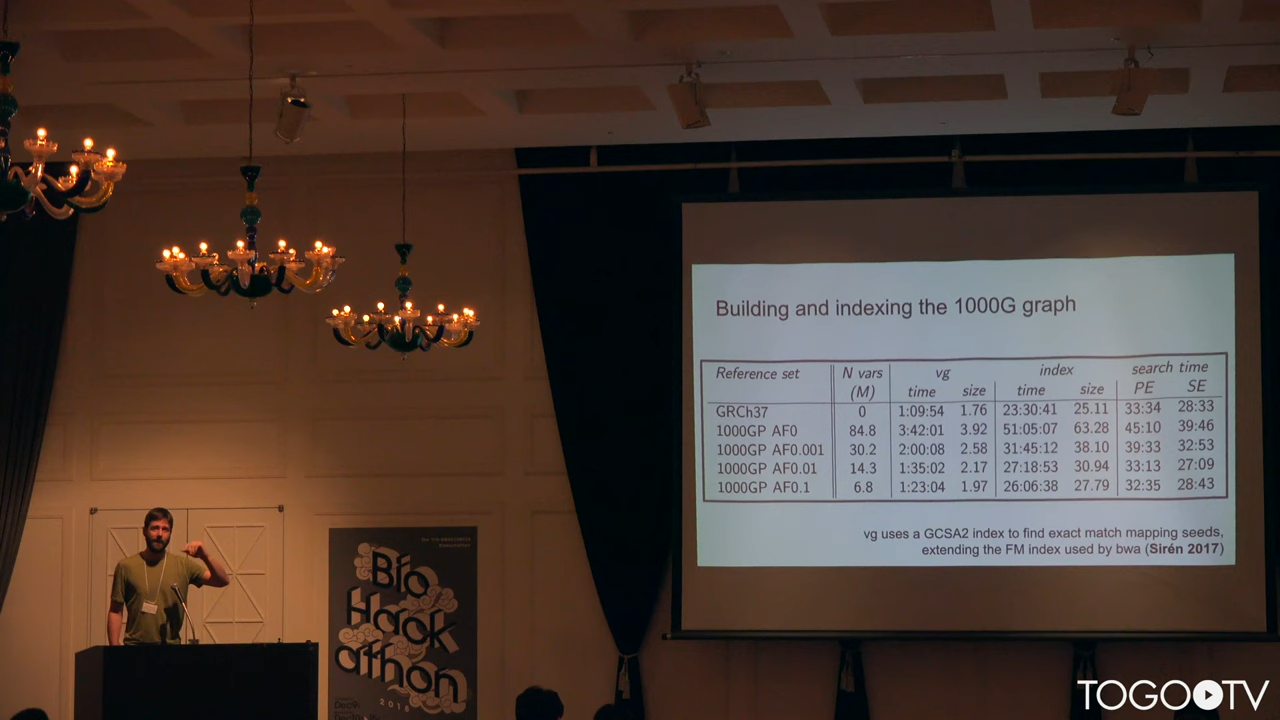 Building and indexing the 1000G graph
Reference set N vars vg index search time
(M) time size time size PE SE
GRCh37 0 1:09:54 1.76 23:30:41 25.11 33:34 28:33
1000GP AF0 84.8 3:42:01 3.92 51:05:07 63.28 45:10 39:46
1000GP AF0.001 30.2 2:00:08 2.58 31:45:12 38.10 39:33 32:53
1000GP AF0.01 14.3 1:35:02 2.17 27:18:53 30.94 33:13 27:09
1000GP AF0.1 6.8 1:23:04 1.97 26:06:38 27.79 32:35 28:43
vg uses a GCSA2 index to find exact match mapping seeds,
extending the FM index used by bwa (Sirén 2017)
Bio
Hack
athon
2018
TOGOTV